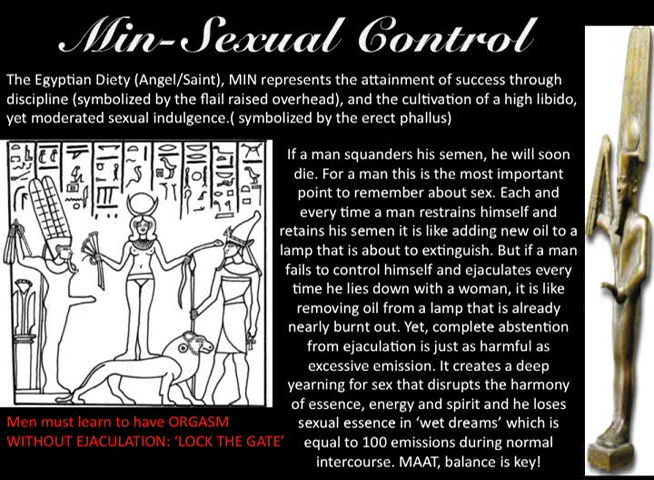 Min-Sexual Control
The Egyptian Diety (Angel/Saint), MIN represents the attainment of success through
discipline (symbolized by the flail raised overhead), and the cultivation of a high libido,
yet moderated sexual indulgence.( symbolized by the erect phallus)
If a man squanders his semen, he will soon
die. For a man this is the most important
point to remember about sex. Each and
every time a man restrains himself and
retains his semen it is like adding new oil to a
lamp that is about to extinguish. But if a man
fails to control himself and ejaculates every
time he lies down with a woman, it is like
removing oil from a lamp that is already
nearly burnt out. Yet, complete abstention
from ejaculation is just as harmful as
excessive emission. It creates a deep
yearning for sex that disrupts the harmony
of essence, energy and spirit and he loses
sexual essence in ‘wet dreams’ which is
equal to 100 emissions during normal
intercourse. MAAT, balance is key!
Men must learn to have ORGASM
WITHOUT EJACULATION: ‘LOCK THE GATE’